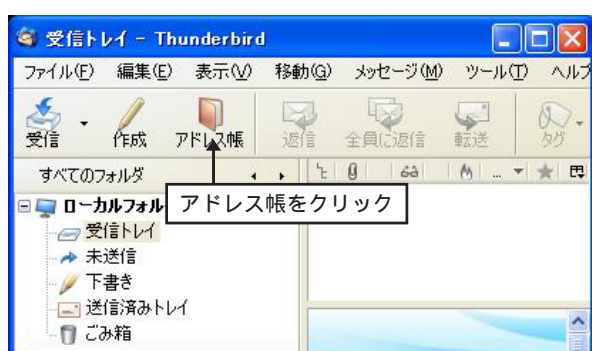 受信トレイ - Thunderbird
ファイル(F) 編集(E) 表示(V) 移動(G) メッセージ(M) ツール(T) ヘルプ
受信 作成 アドレス帳 返信 全員に返信 転送 タグ
すべてのフォルダ
アドレス帳をクリック
ローカルフォル
受信トレイ
未送信
下書き
送信済みトレイ
ごみ箱